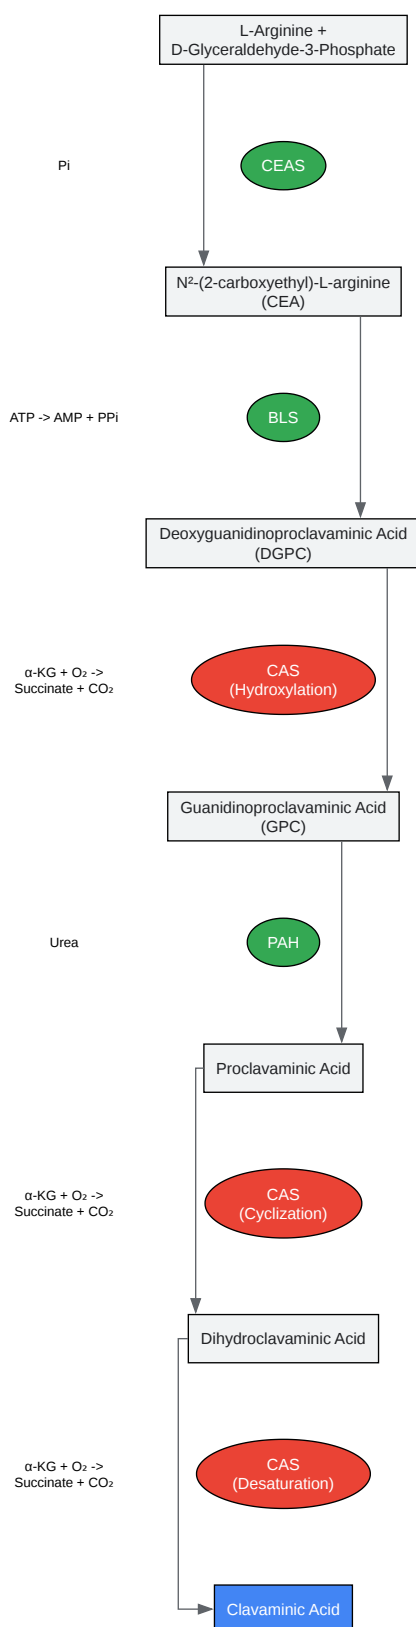 L-Arginine +
D-Glyceraldehyde-3-Phosphate
Pi
CEAS
N²-(2-carboxyethyl)-L-arginine
(CEA)
ATP -> AMP + PPi
BLS
Deoxyguanidinoproclavaminic Acid
(DGPC)
α-KG + O₂ ->
Succinate + CO₂
CAS
(Hydroxylation)
Guanidinoproclavaminic Acid
(GPC)
Urea
PAH
Proclavaminic Acid
α-KG + O₂ ->
Succinate + CO₂
CAS
(Cyclization)
Dihydroclavaminic Acid
α-KG + O₂ ->
Succinate + CO₂
CAS
(Desaturation)
Clavaminic Acid